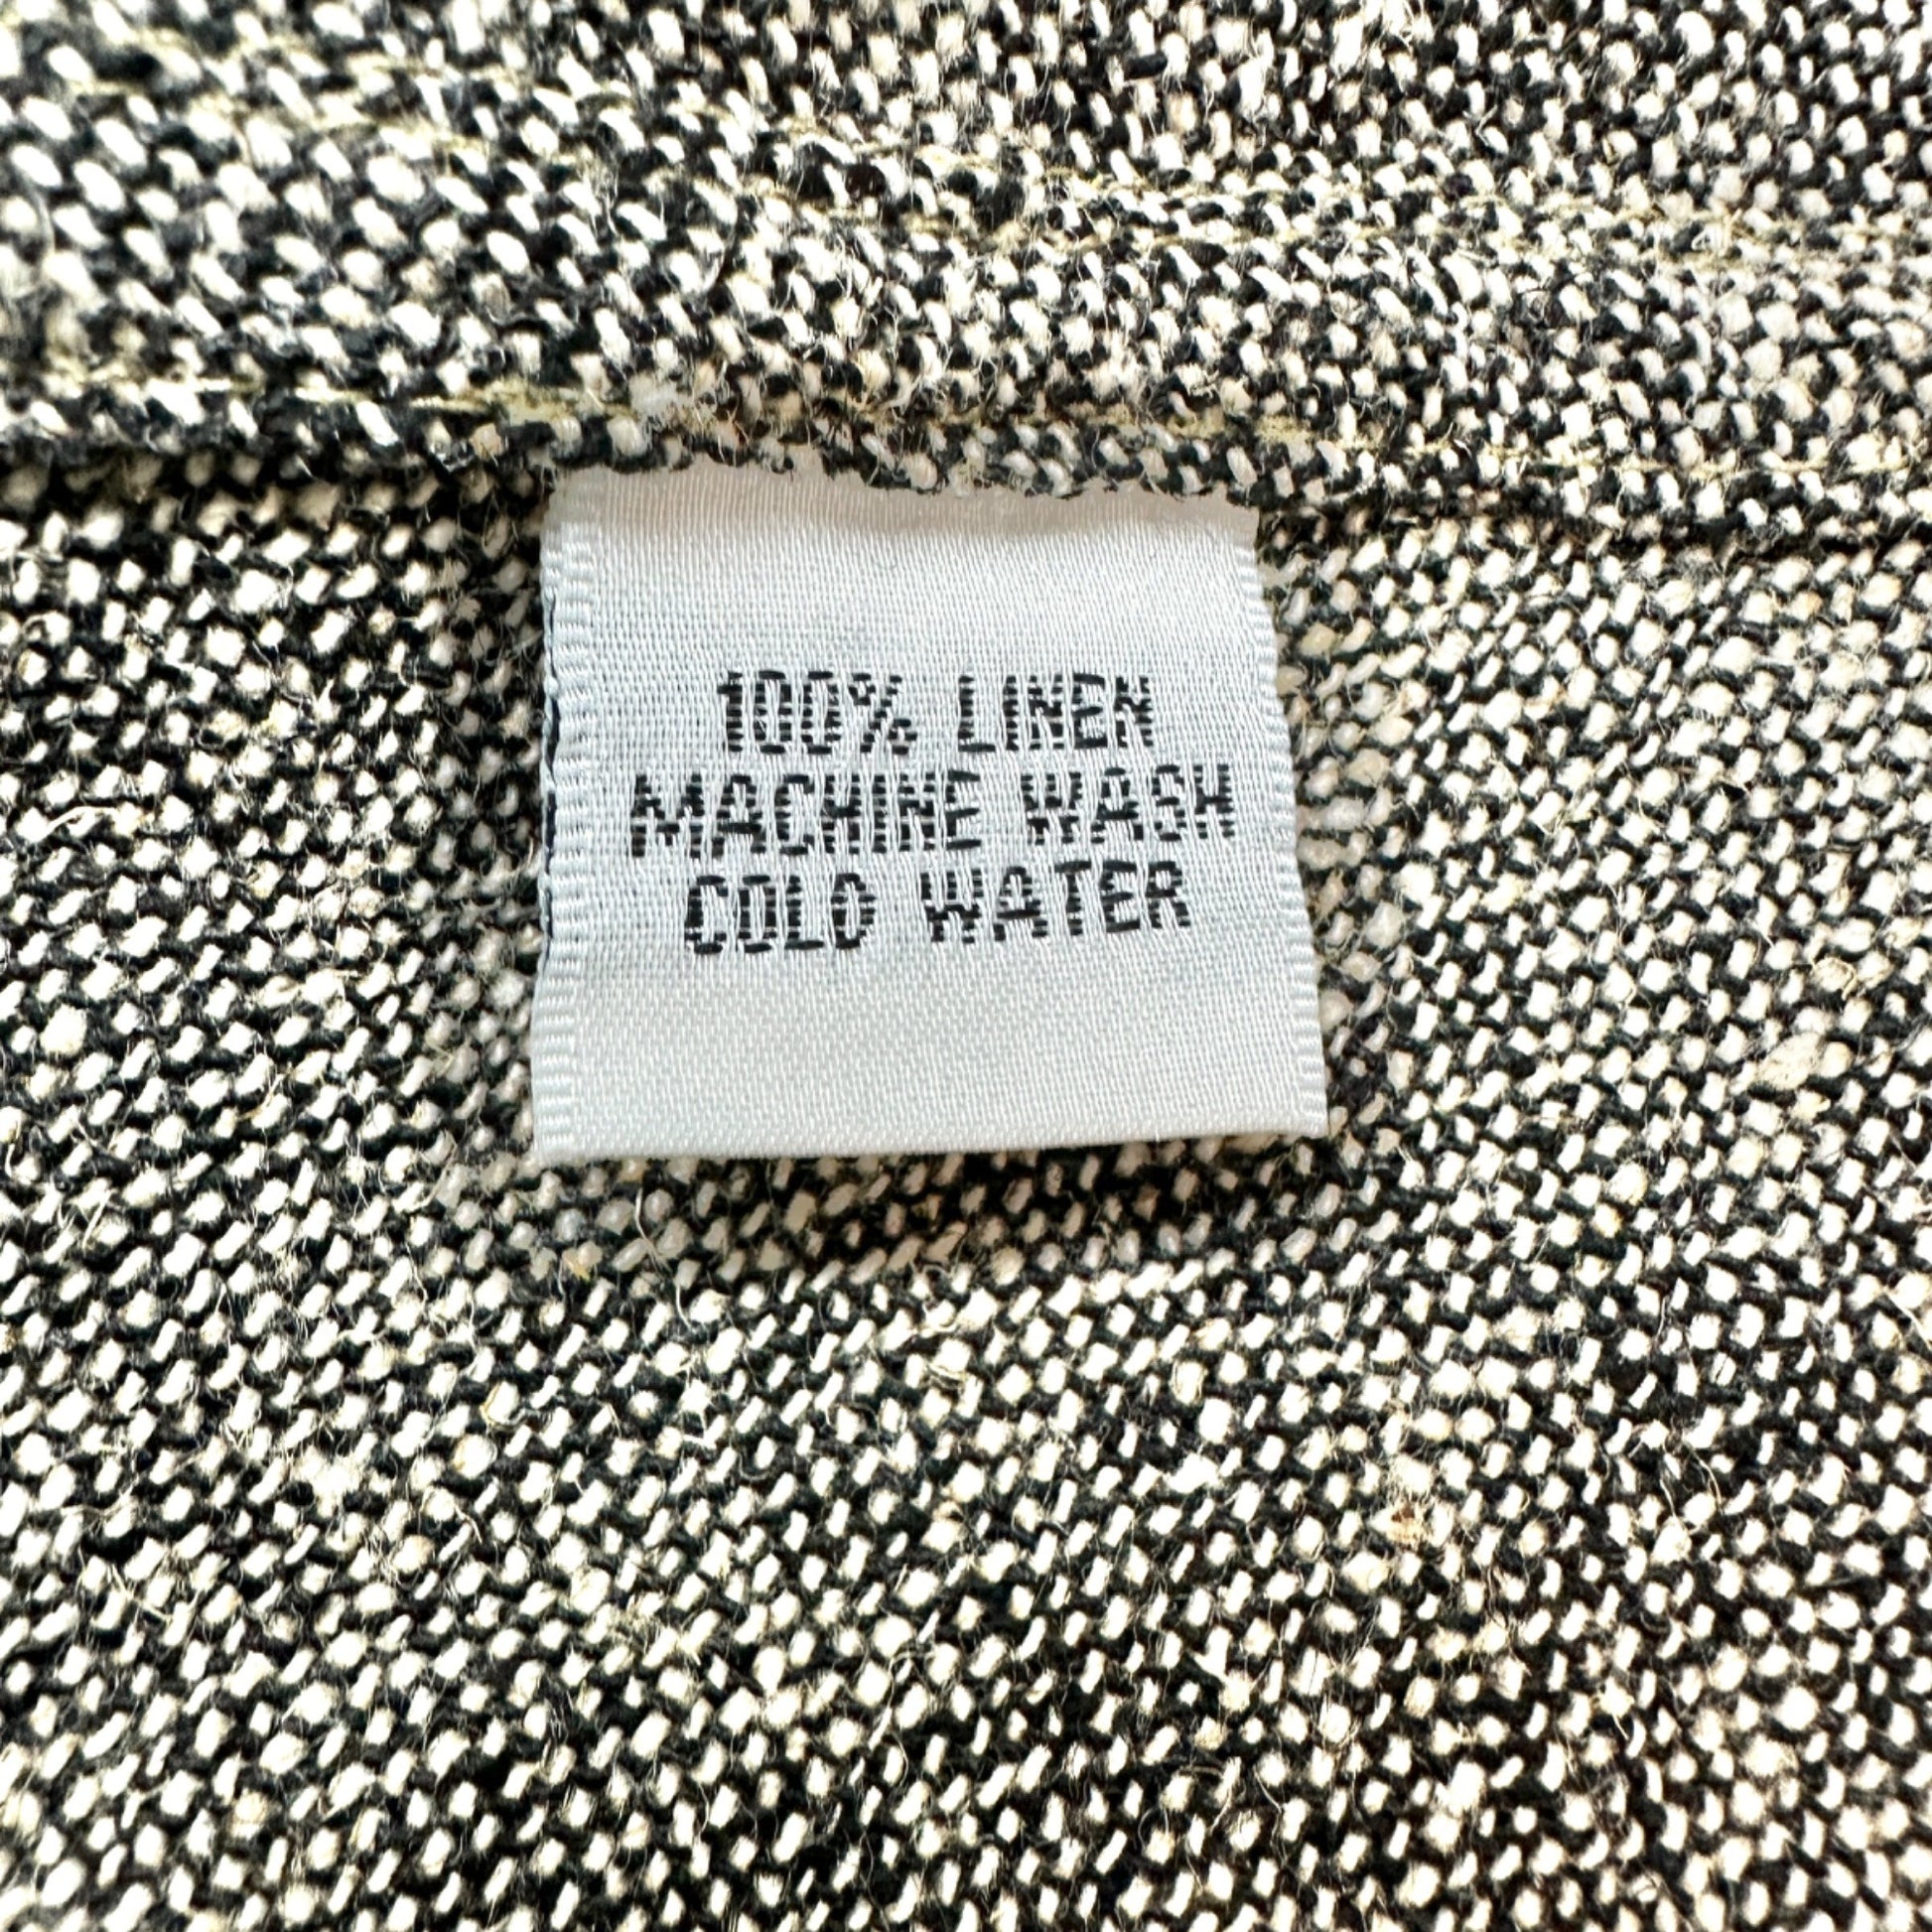 100% LINEN
MACHINE WASH
COLD WATER